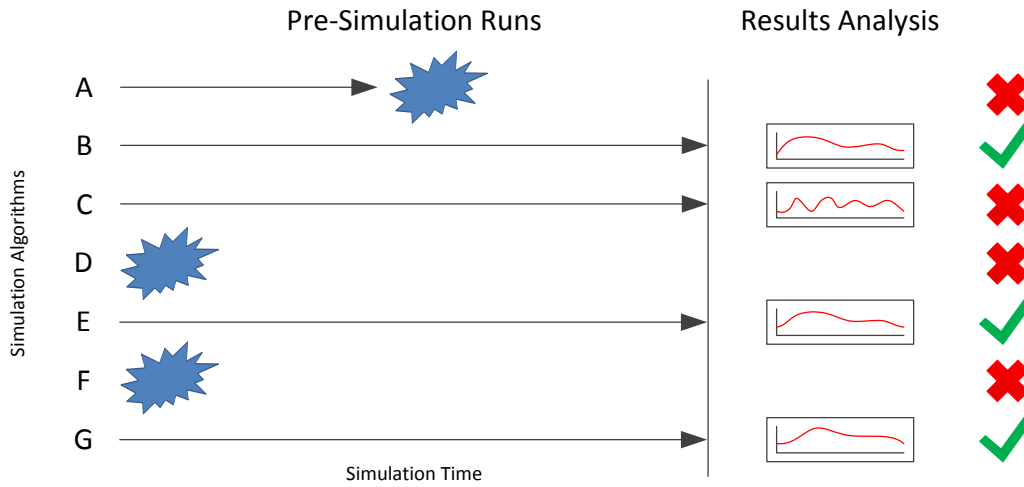 Pre-Simulation Runs
Results Analysis
Simulation Algorithms
A
B
C
D
E
F
G
Simulation Time